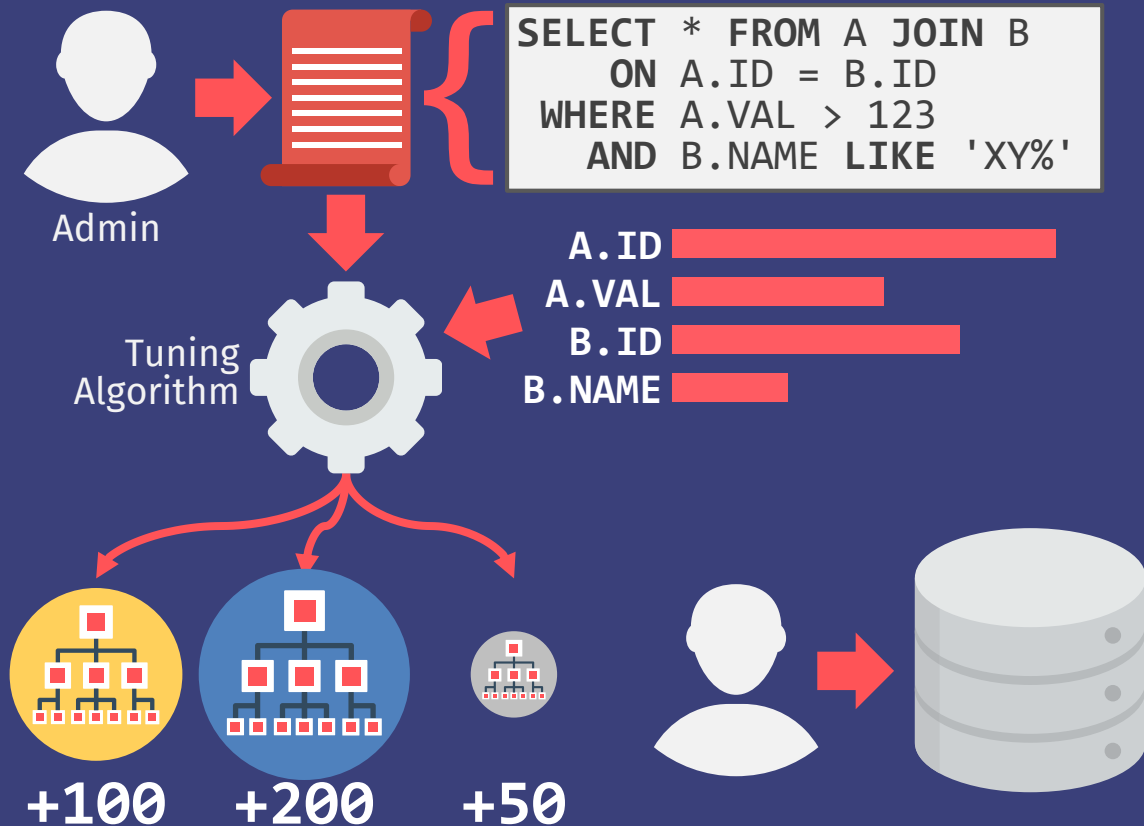 SELECT * FROM A JOIN B
ON A.ID = B.ID
WHERE A.VAL > 123
AND B.NAME LIKE 'XY%'
Admin
A.ID
A.VAL
B.ID
B.NAME
Tuning
Algorithm
+100
+200
+50